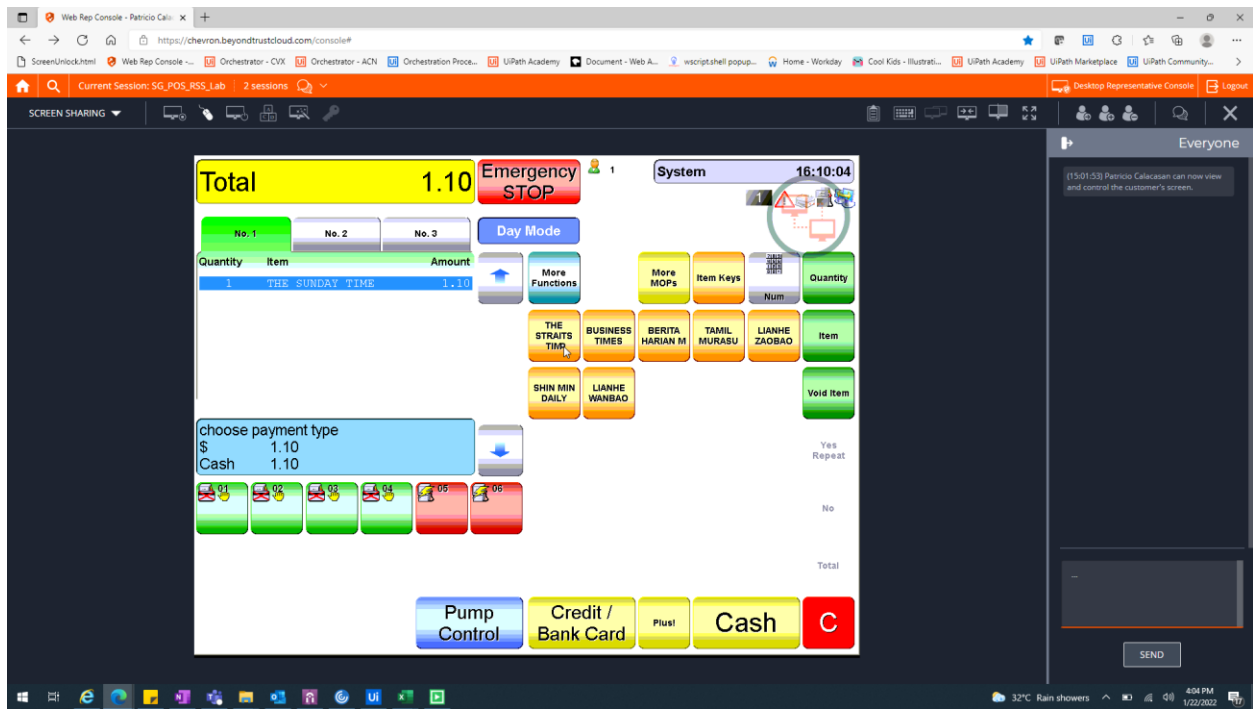 Web Rep Console - Patricio Cala
https://chevron.beyondtrustcloud.com/console#
ScreenUnlock.html
Web Rep Console -...
Orchestrator - CVX
Orchestrator - ACN
Orchestration Proce...
UiPath Academy
Document - Web A...
wscript.shell popup...
Home - Workday
Cool Kids - Illustrati...
UiPath Academy
UiPath Marketplace
UiPath Community...
Current Session: SG_POS_RSS_Lab
2 sessions
Desktop Representative Console
Logout
SCREEN SHARING
Everyone
(15:01:53) Patricio Calacasan can now view
and control the customer's screen.
Total 1.10
Emergency
STOP
1
System 16:10:04
1
No. 1
No. 2
No. 3
Day Mode
Quantity Item Amount
1 THE SUNDAY TIME 1.10
More
Functions
More
MOPs
Item Keys
Num
Quantity
THE
STRAITS
TIME
BUSINESS
TIMES
BERITA
HARIAN M
TAMIL
MURASU
LIANHE
ZAOBAO
Item
SHIN MIN
DAILY
LIANHE
WANBAO
Void Item
choose payment type
$ 1.10
Cash 1.10
Yes
Repeat
01
02
03
04
05
06
No
Total
Pump
Control
Credit /
Bank Card
Plus!
Cash
C
SEND
Ui
32°C Rain showers
4:04 PM
1/22/2022
17